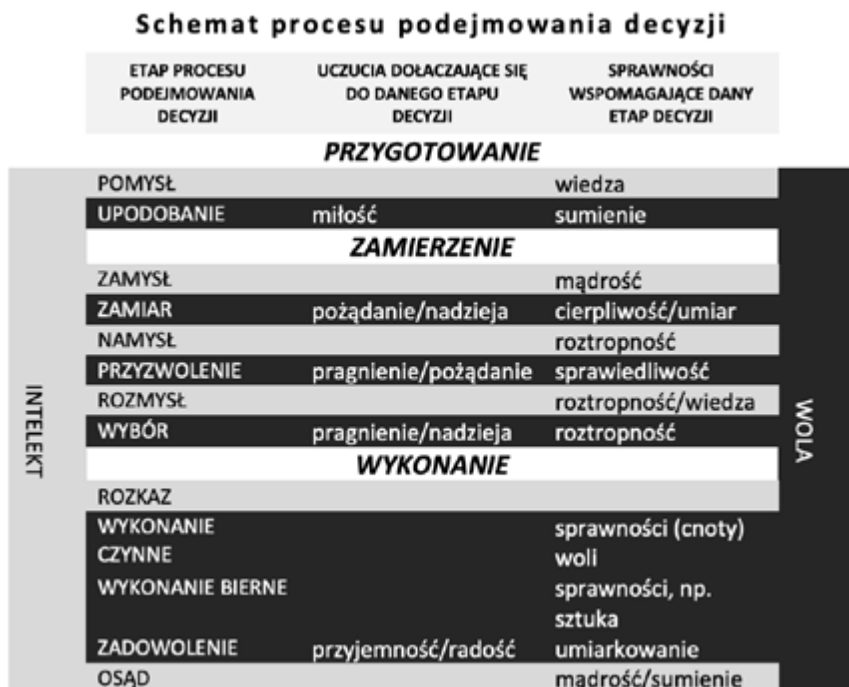 Schemat procesu podejmowania decyzji
ETAP PROCESU PODEJMOWANIA DECYZJI
UCZUCIA DOŁACZAJĄCE SIĘ DO DANEGO ETAPU DECYZJI
SPRAWNOŚCI WSPOMAGAJĄCE DANY ETAP DECYZJI
PRZYGOTOWANIE
POMYSŁ wiedza
UPODOBANIE miłość sumienie
ZAMIERZENIE
ZAMYSŁ mądrość
ZAMIAR pożądanie/nadzieja cierpliwość/umiar
NAMYSŁ roztropność
PRZYZWOLENIE pragnienie/pożądanie sprawiedliwość
ROZMYSŁ roztropność/wiedza
WYBÓR pragnienie/nadzieja roztropność
WYKONANIE
ROZKAZ
WYKONANIE sprawności (cnoty)
CZYNNE woli
WYKONANIE BIERNE sprawności, np.
sztuka
ZADOWOLENIE przyjemność/radość umiarkowanie
OSĄD mądrość/sumienie
INTELEKT
WOLA